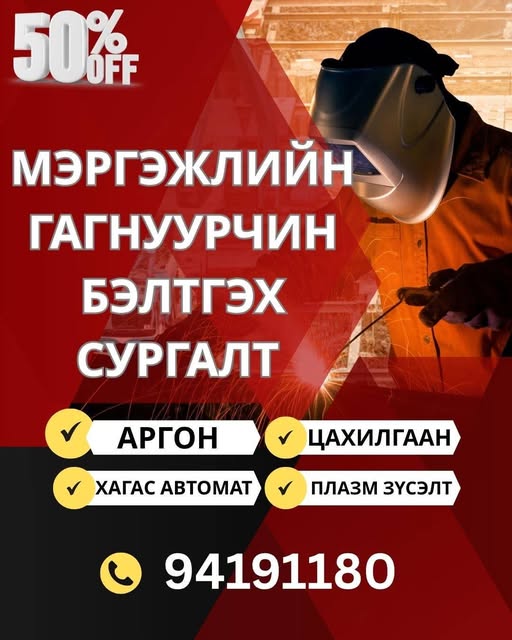 50% OFF
МЭРГЭЖЛИЙН
ГАГНУУРЧИН
БЭЛТГЭХ
СУРГАЛТ
АРГОН
ЦАХИЛГААН
ХАГАС АВТОМАТ
ПЛАЗМ ЗҮСЭЛТ
94191180